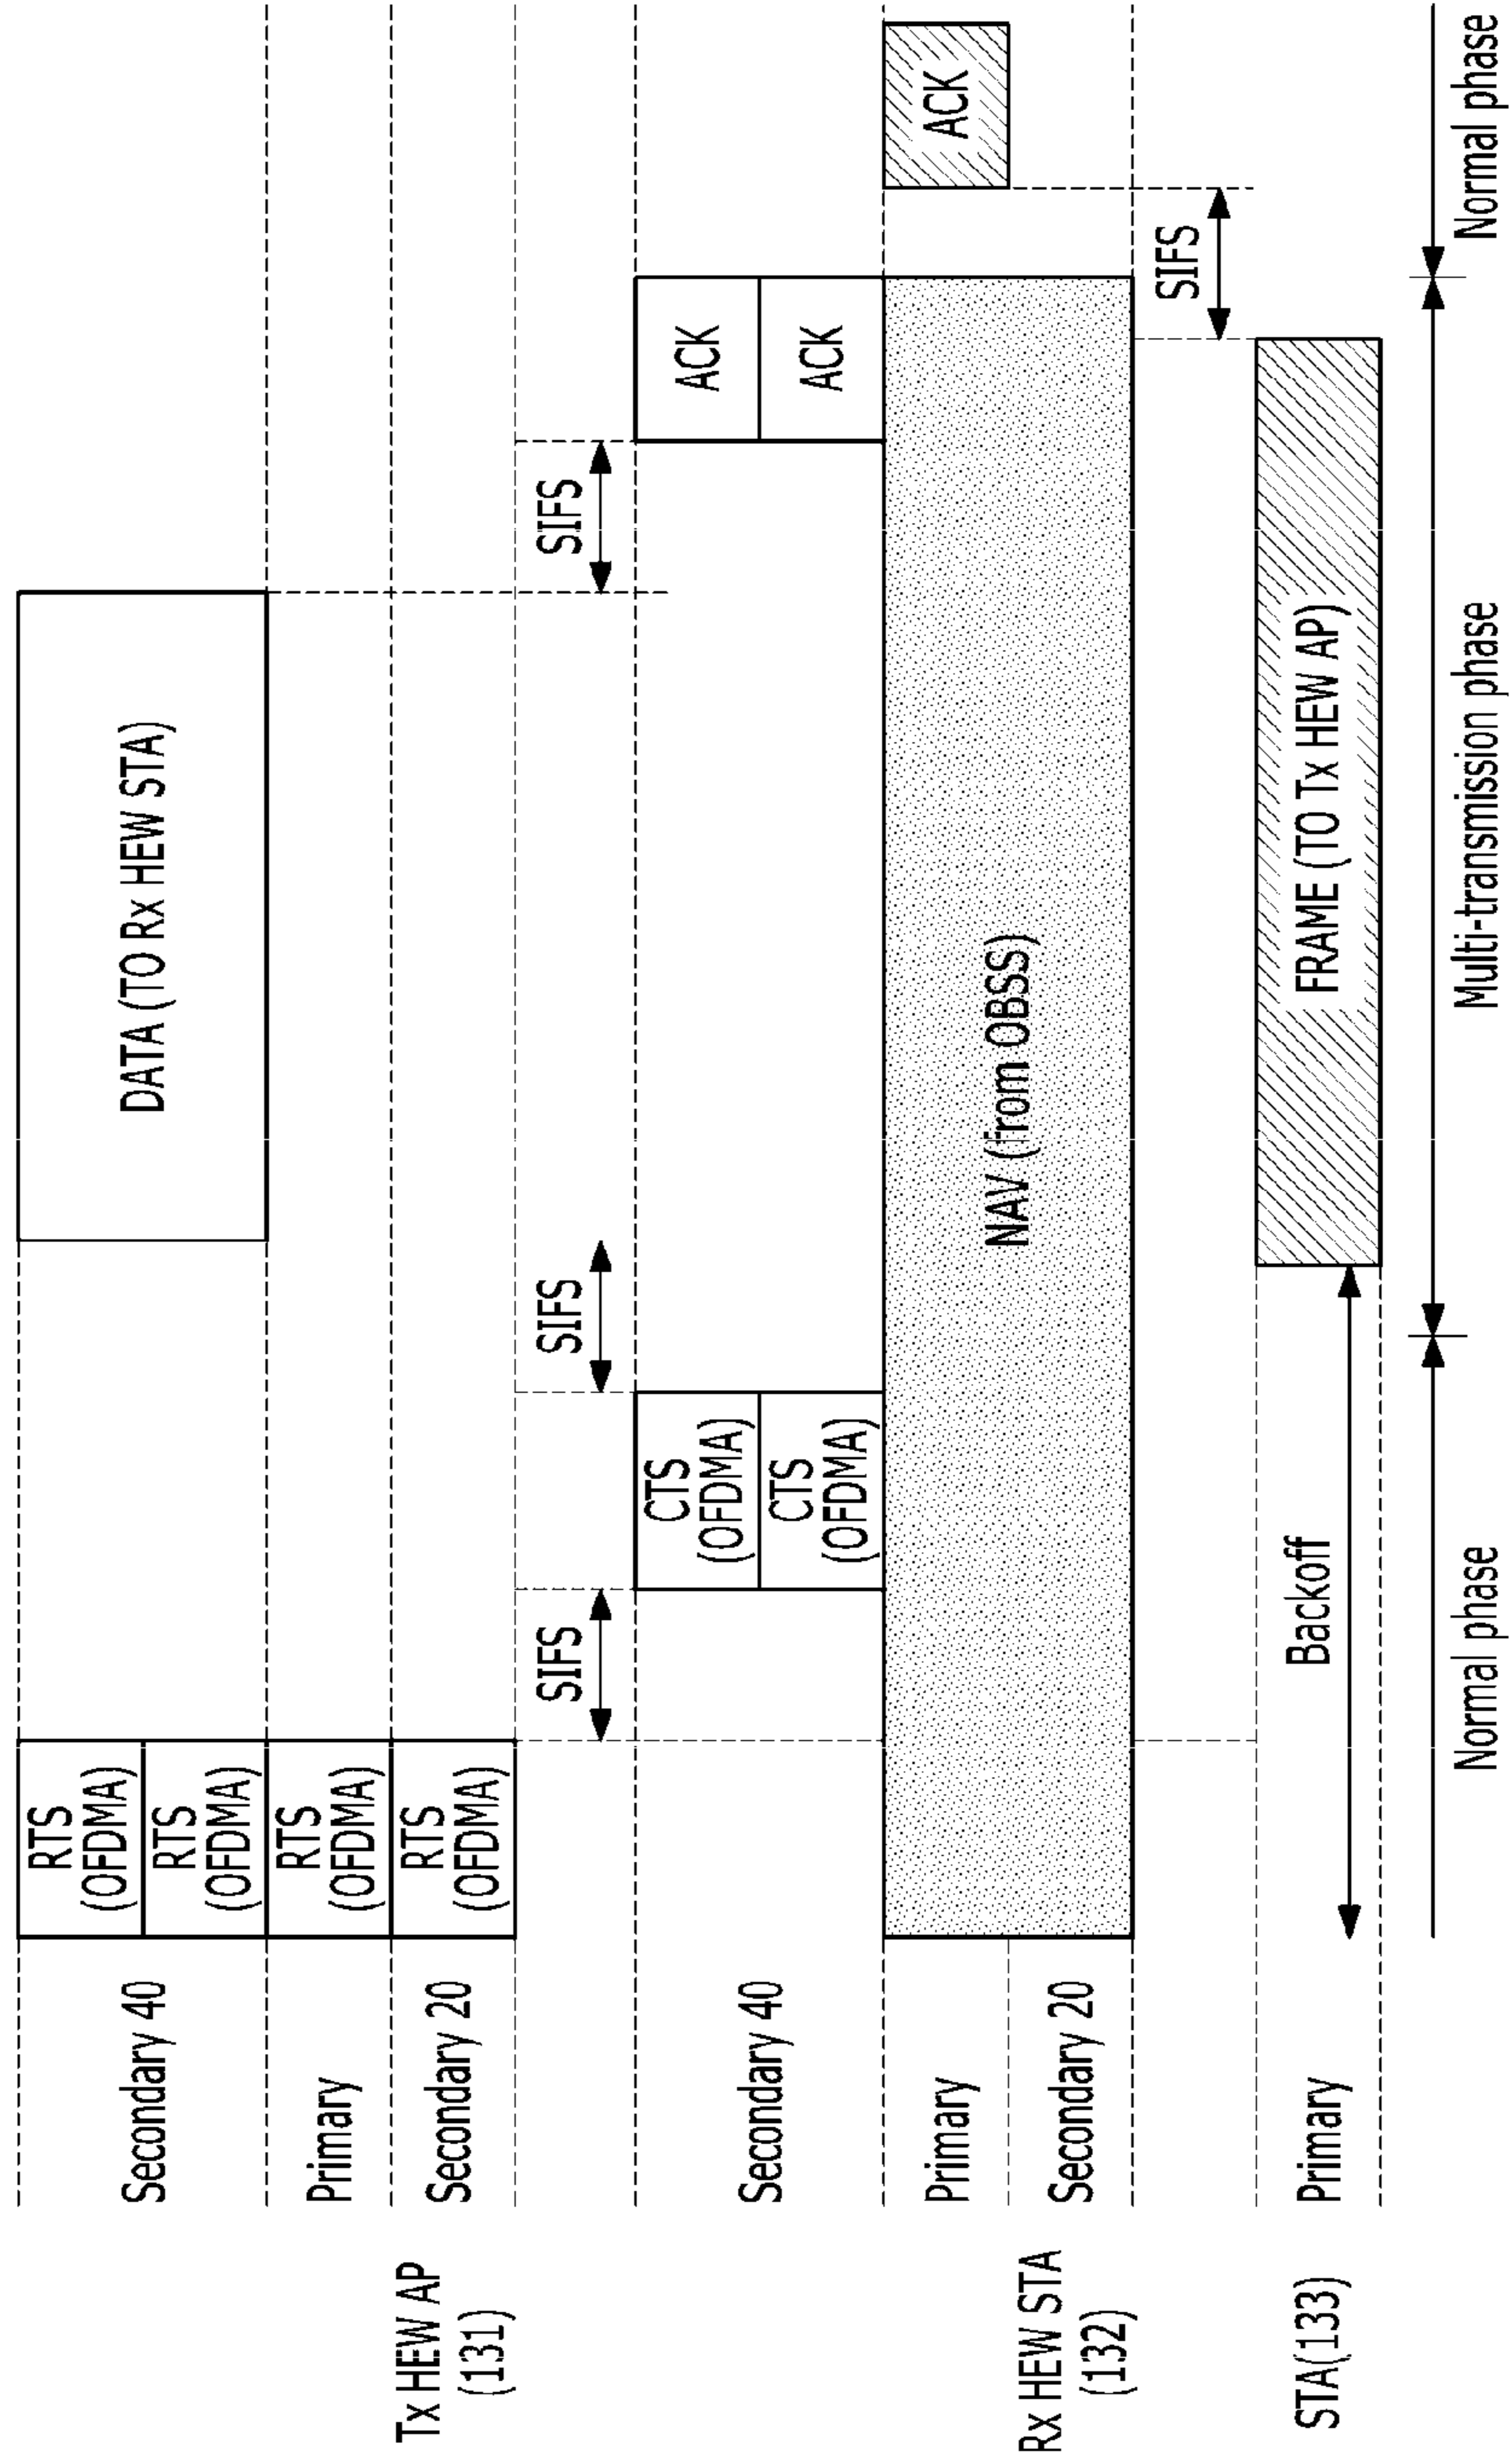 Tx HEW AP
(131)
Secondary 40
Primary
Secondary 20
RTS
(OFDMA)
RTS
(OFDMA)
RTS
(OFDMA)
RTS
(OFDMA)
DATA (TO Rx HEW STA)
SIFS
SIFS
SIFS
Rx HEW STA
(132)
Secondary 40
Primary
Secondary 20
CTS
(OFDMA)
CTS
(OFDMA)
ACK
ACK
NAV (from OBSS)
ACK
SIFS
STA(133)
Primary
Backoff
FRAME (TO Tx HEW AP)
Normal phase
Multi-transmission phase
Normal phase